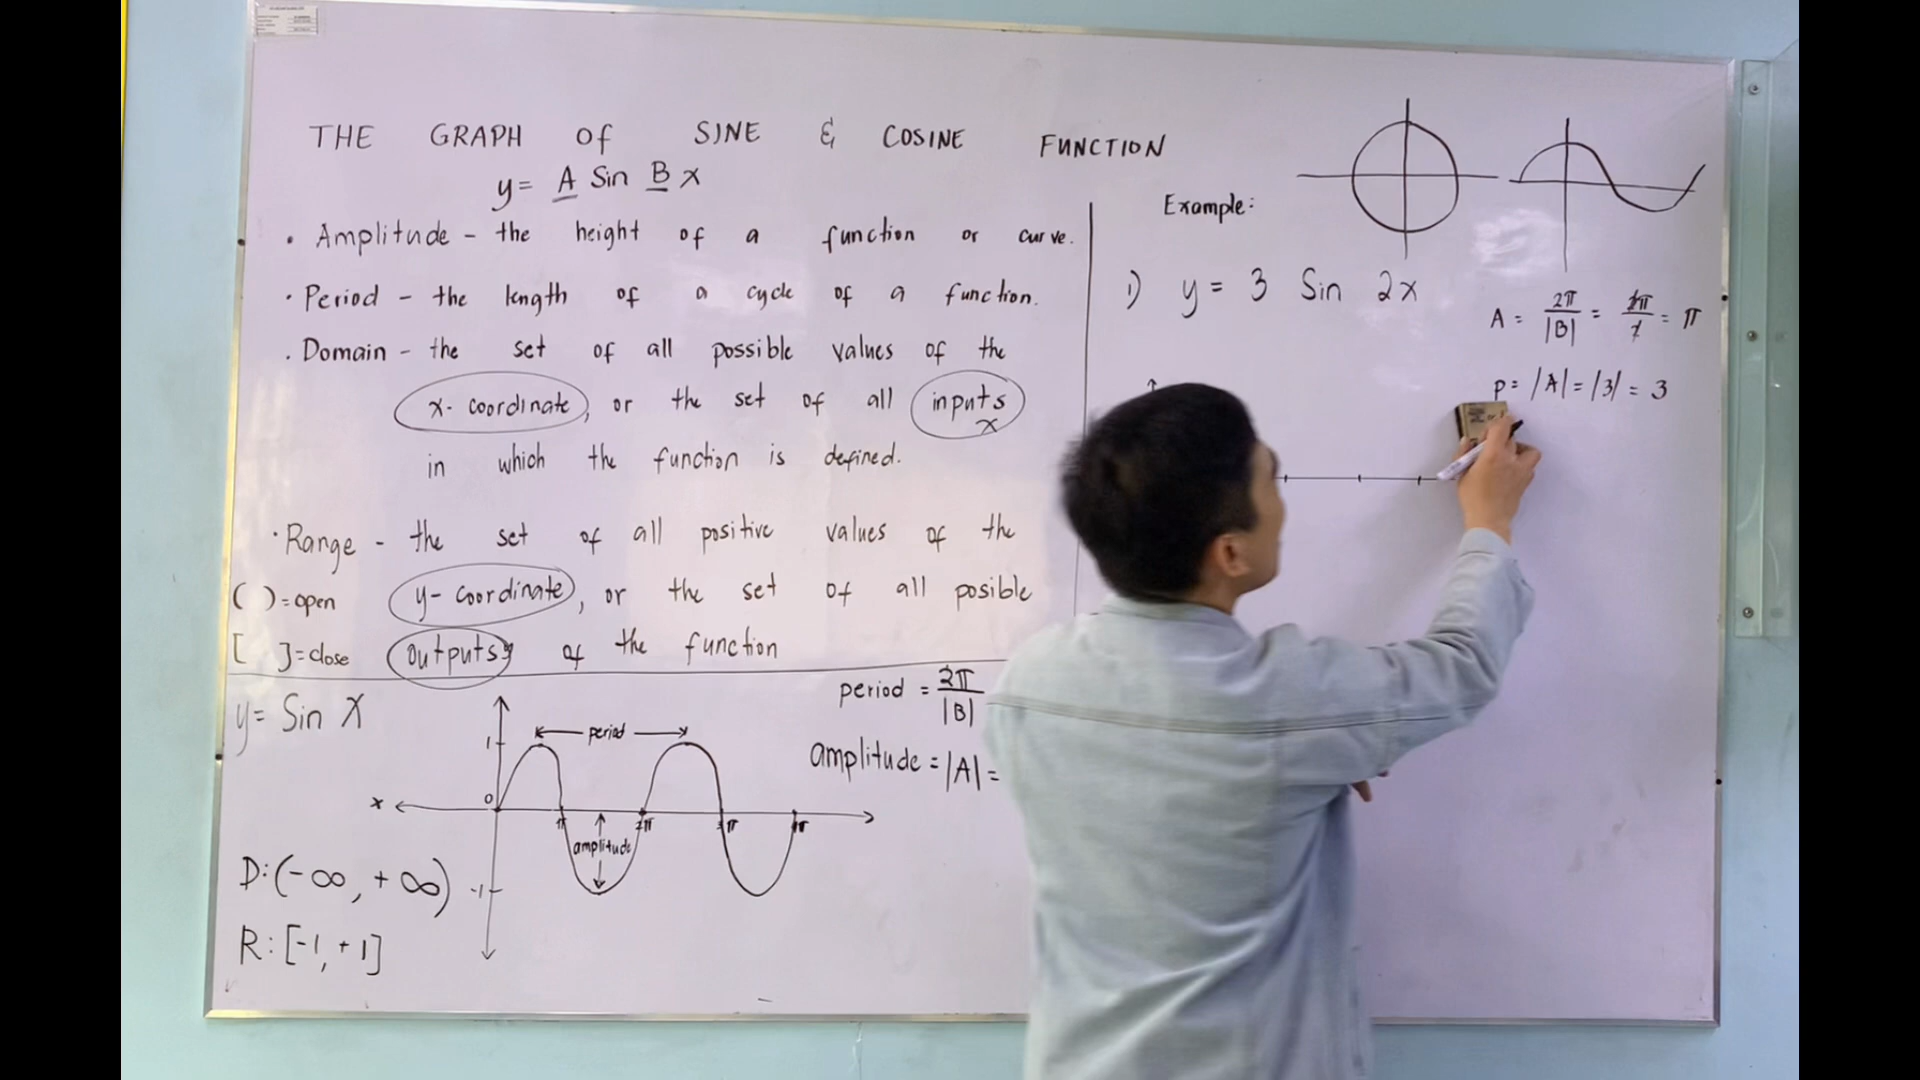 THE GRAPH of SINE & COSINE FUNCTION
y = A Sin B x
• Amplitude - the height of a function or curve.
• Period - the length of a cycle of a function.
• Domain - the set of all possible values of the
x-coordinate, or the set of all inputs
x
in which the function is defined.
• Range - the set of all positive values of the
( ) = open y-coordinate, or the set of all posible
[ ] = close outputs y of the function
y = Sin X
period
1
x
0
π 2π 3π
amplitude
-1
D: (-∞, +∞)
R: [-1, +1]
period = 2π/|B|
amplitude = |A| =
Example:
1) y = 3 Sin 2x
A = 2π/|B| = 2π/2 = π
P = |A| = |3| = 3